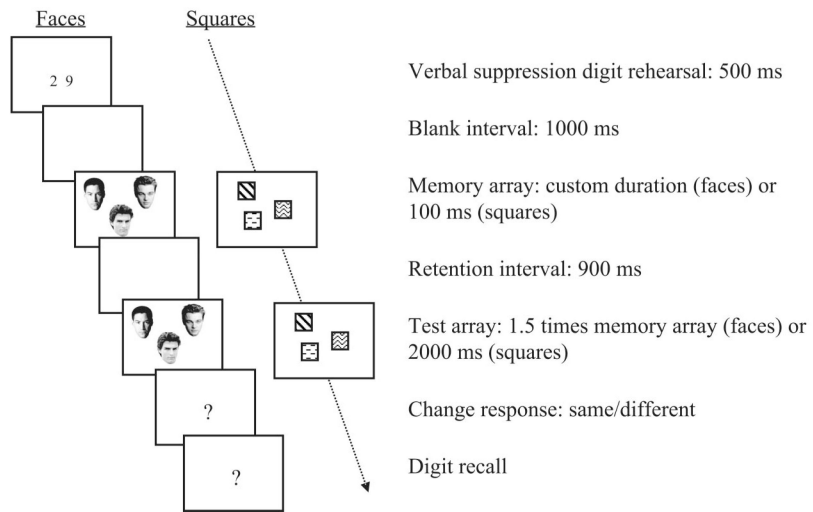 Faces
Squares
2 9
Verbal suppression digit rehearsal: 500 ms
Blank interval: 1000 ms
Memory array: custom duration (faces) or
100 ms (squares)
Retention interval: 900 ms
Test array: 1.5 times memory array (faces) or
2000 ms (squares)
?
Change response: same/different
?
Digit recall